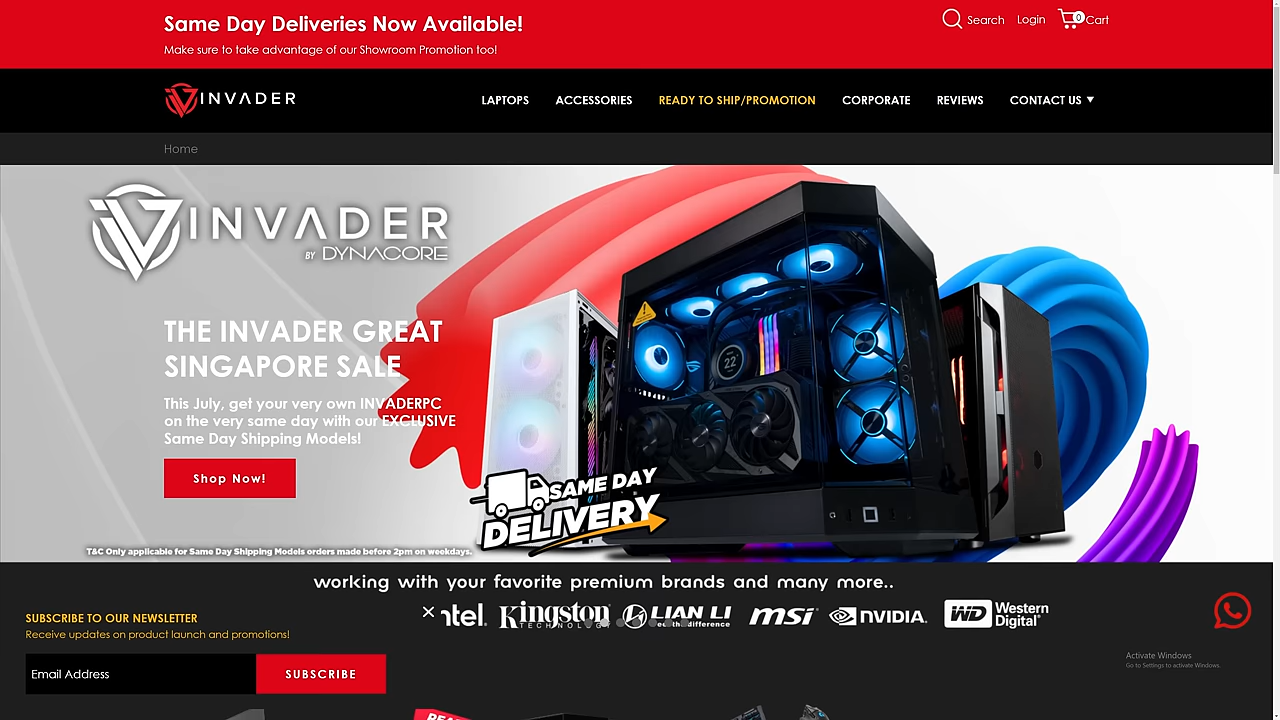 Same Day Deliveries Now Available!
Make sure to take advantage of our Showroom Promotion too!
Search
Login
0
Cart
INVADER
LAPTOPS
ACCESSORIES
READY TO SHIP/PROMOTION
CORPORATE
REVIEWS
CONTACT US ▼
Home
INVADER
BY DYNACORE
THE INVADER GREAT
SINGAPORE SALE
This July, get your very own INVADERPC
on the very same day with our EXCLUSIVE
Same Day Shipping Models!
Shop Now!
22
SAME DAY
DELIVERY
T&C Only applicable for Same Day Shipping Models orders made before 2pm on weekdays.
working with your favorite premium brands and many more..
SUBSCRIBE TO OUR NEWSLETTER
Receive updates on product launch and promotions!
×
ntel.
Kingston
TECHNOLOGY
LIAN LI
msi
NVIDIA.
WD Western
Digital®
Email Address
SUBSCRIBE
Activate Windows
Go to Settings to activate Windows.